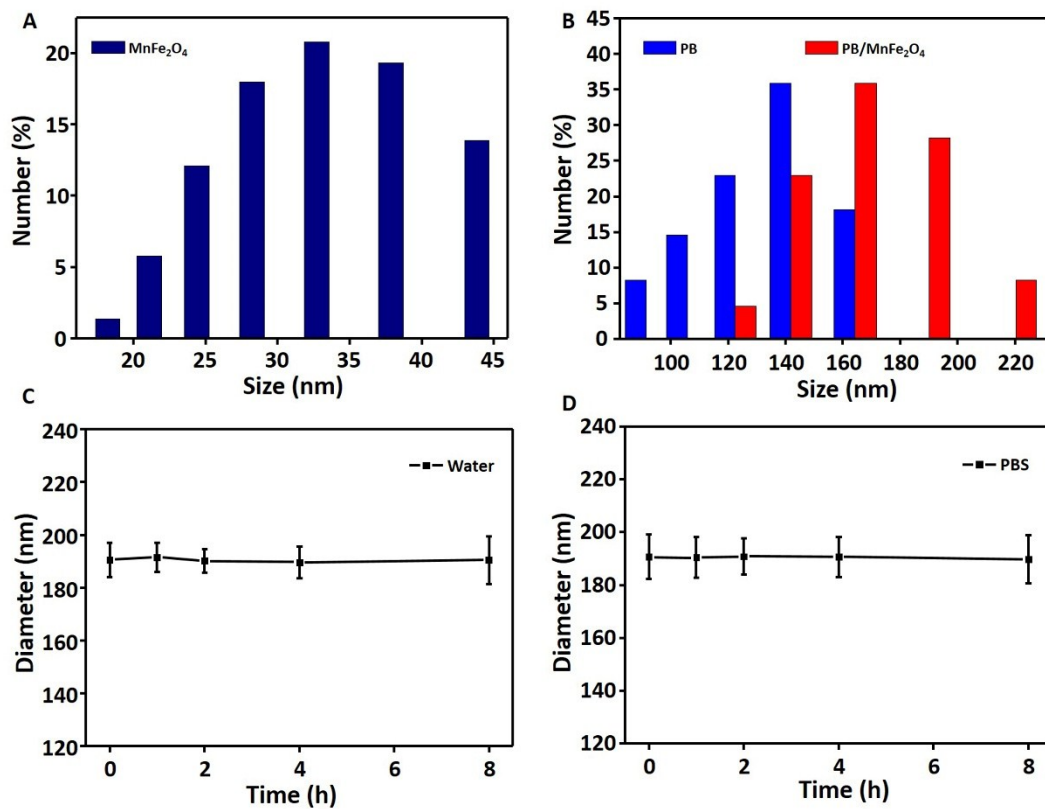 A
MnFe₂O₄
Number (%)
20
15
10
5
0
20 25 30 35 40 45
Size (nm)
B
PB
PB/MnFe₂O₄
Number (%)
45
40
35
30
25
20
15
10
5
0
100 120 140 160 180 200 220
Size (nm)
C
Water
Diameter (nm)
240
220
200
180
160
140
120
0 2 4 6 8
Time (h)
D
PBS
Diameter (nm)
240
220
200
180
160
140
120
0 2 4 6 8
Time (h)